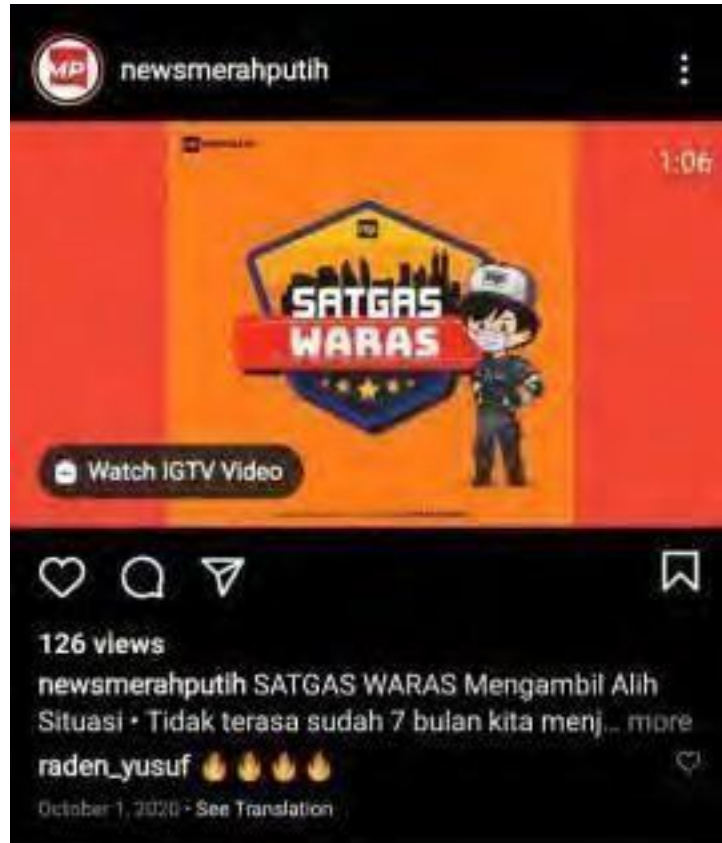 MP newsmerahputih
1:06
mp
SATGAS
WARAS
Watch IGTV Video
126 views
newsmerahputih SATGAS WARAS Mengambil Alih
Situasi • Tidak terasa sudah 7 bulan kita menj... more
raden_yusuf 🔥🔥🔥🔥
October 1, 2020 • See Translation